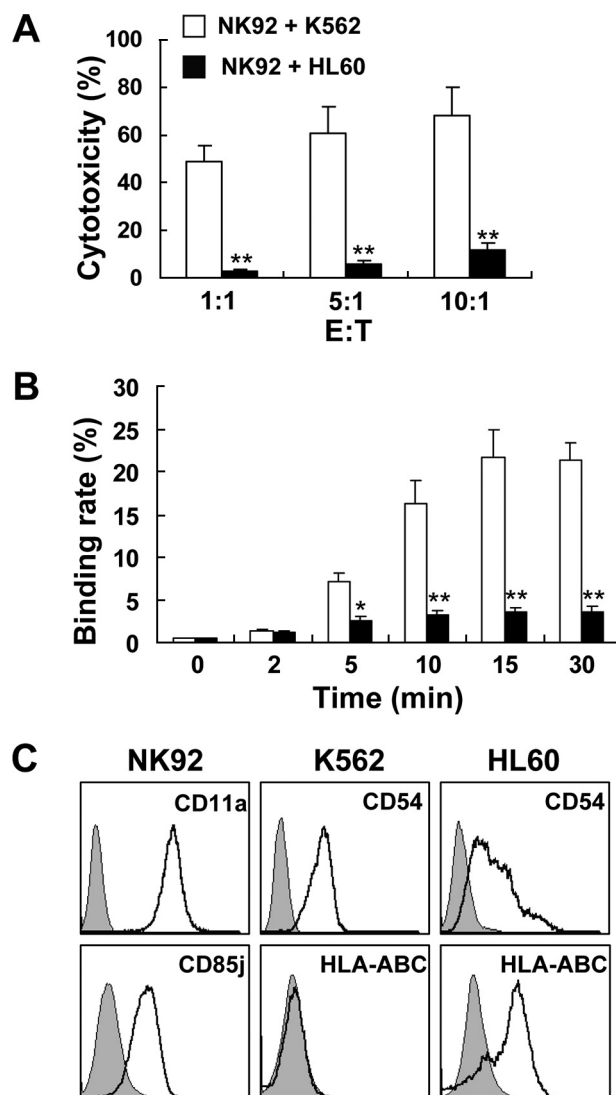 A
NK92 + K562
NK92 + HL60
Cytotoxicity (%)
100
80
60
40
20
0
**
**
**
1:1 5:1 10:1
E:T
B
Binding rate (%)
30
25
20
15
10
5
0
*
**
**
**
0 2 5 10 15 30
Time (min)
C
NK92 K562 HL60
CD11a CD54 CD54
CD85j HLA-ABC HLA-ABC